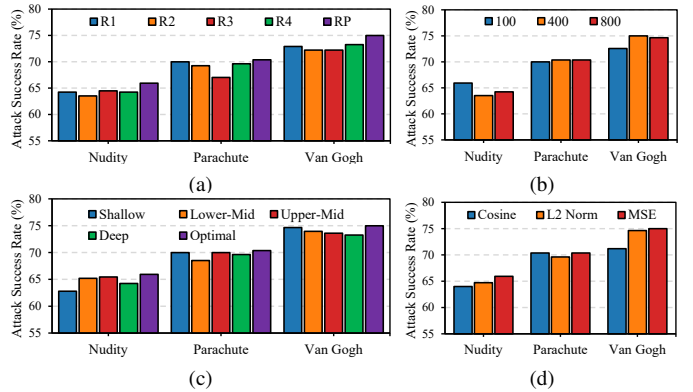 Attack Success Rate (%)
R1 R2 R3 R4 RP
85
80
75
70
65
60
55
Nudity Parachute Van Gogh
(a)
Attack Success Rate (%)
100 400 800
85
80
75
70
65
60
55
Nudity Parachute Van Gogh
(b)
Attack Success Rate (%)
Shallow Lower-Mid Upper-Mid
Deep Optimal
80
75
70
65
60
55
Nudity Parachute Van Gogh
(c)
Attack Success Rate (%)
Cosine L2 Norm MSE
80
75
70
65
60
55
Nudity Parachute Van Gogh
(d)